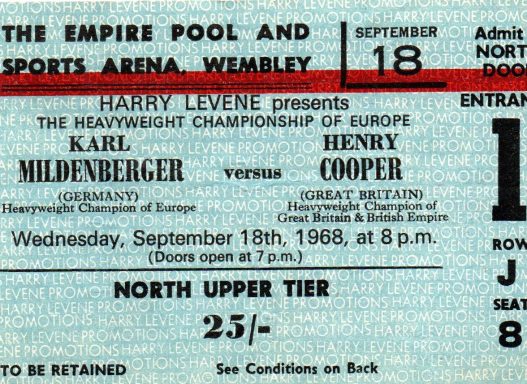 THE EMPIRE POOL AND
SPORTS ARENA, WEMBLEY
SEPTEMBER
18
Admit
NORT
DOO
HARRY LEVENE presents
THE HEAVYWEIGHT CHAMPIONSHIP OF EUROPE
KARL
MILDENBERGER
(GERMANY)
Heavyweight Champion of Europe
versus
HENRY
COOPER
(GREAT BRITAIN)
Heavyweight Champion of
Great Britain & British Empire
Wednesday, September 18th, 1968, at 8 p.m.
(Doors open at 7 p.m.)
NORTH UPPER TIER
25/-
TO BE RETAINED
See Conditions on Back
ENTRAN
1
ROW
J
SEAT
8